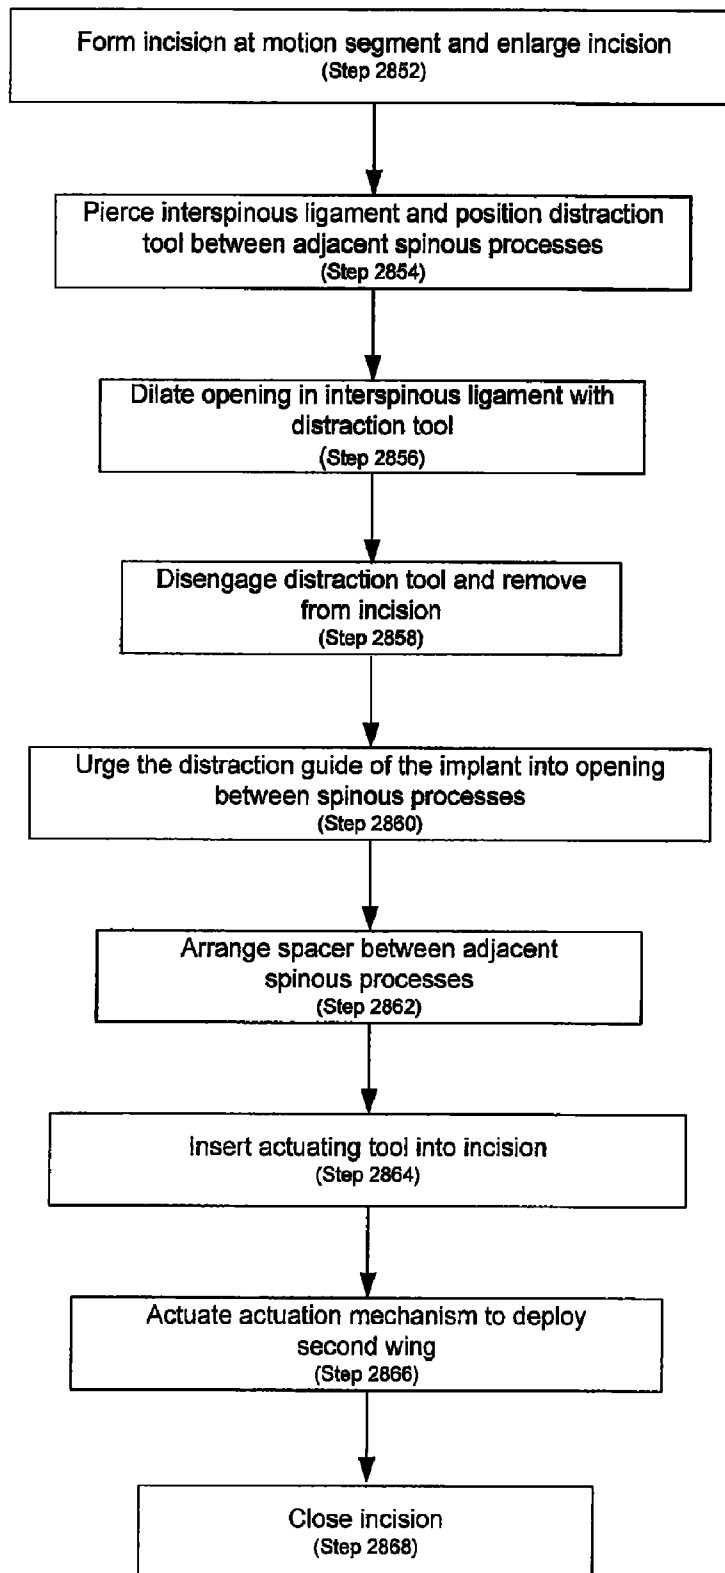 Form incision at motion segment and enlarge incision
(Step 2852)
Pierce interspinous ligament and position distraction
tool between adjacent spinous processes
(Step 2854)
Dilate opening in interspinous ligament with
distraction tool
(Step 2856)
Disengage distraction tool and remove
from incision
(Step 2858)
Urge the distraction guide of the implant into opening
between spinous processes
(Step 2860)
Arrange spacer between adjacent
spinous processes
(Step 2862)
Insert actuating tool into incision
(Step 2864)
Actuate actuation mechanism to deploy
second wing
(Step 2866)
Close incision
(Step 2868)